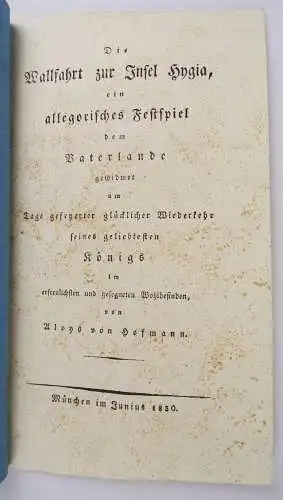 Die
Wallfahrt zur Insel Hygia,
ein
allegorisches Festspiel
dem
Vaterlande
gewidmet
am
Tage gefeyerter glücklicher Wiederkehr
seines geliebtesten
Königs
im
erfreulichsten und gesegneten Wohlbefinden,
von
Aloys von Hofmann.
München im Junius 1830.